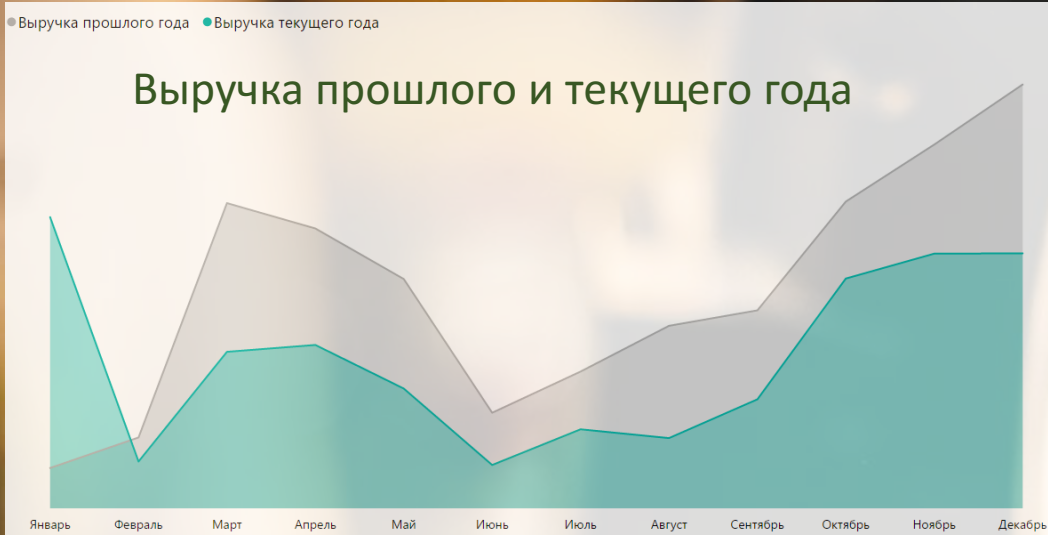 Выручка прошлого года Выручка текущего года
Выручка прошлого и текущего года
Январь Февраль Март Апрель Май Июнь Июль Август Сентябрь Октябрь Ноябрь Декабрь